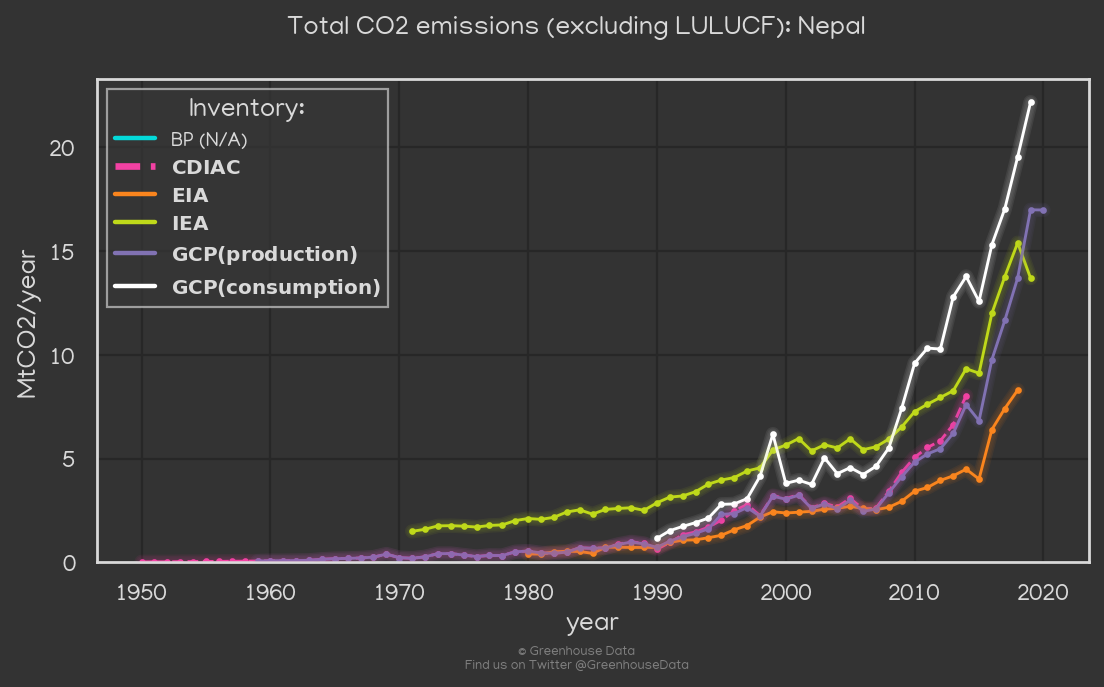 Total CO2 emissions (excluding LULUCF): Nepal
Inventory:
BP (N/A)
CDIAC
EIA
IEA
GCP(production)
GCP(consumption)
MtCO2/year
20
15
10
5
0
1950 1960 1970 1980 1990 2000 2010 2020
year
© Greenhouse Data
Find us on Twitter @GreenhouseData